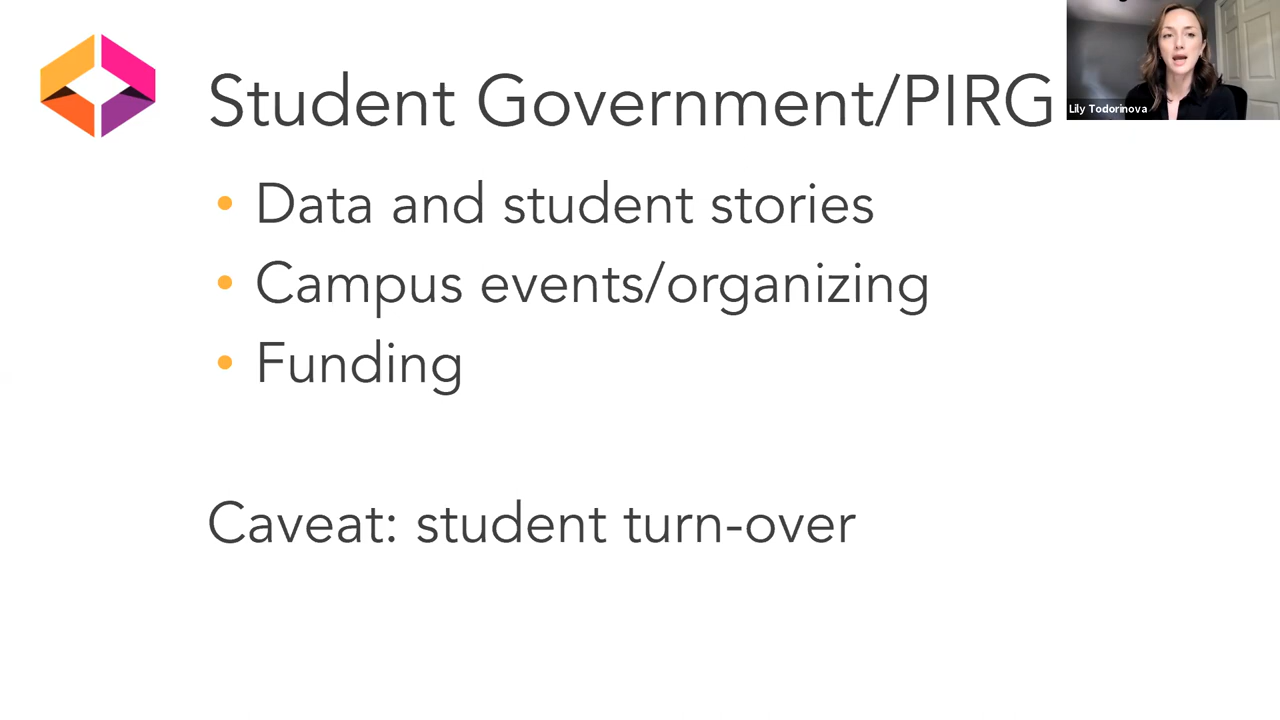 Student Government/PIRG
Lily Todorinova
• Data and student stories
• Campus events/organizing
• Funding
Caveat: student turn-over